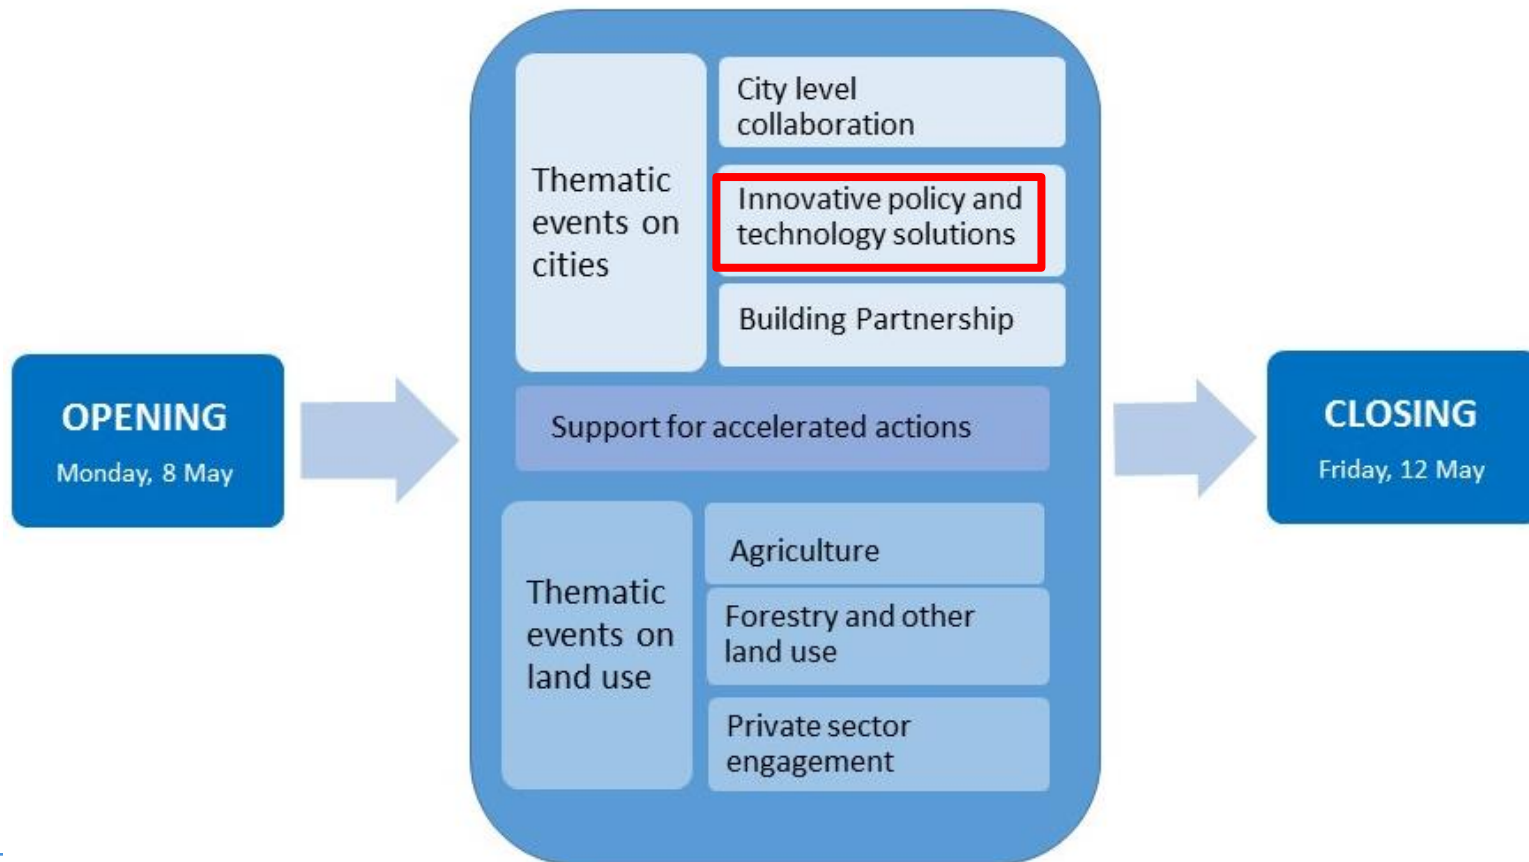 OPENING
Monday, 8 May
Thematic
events on
cities
City level
collaboration
Innovative policy and
technology solutions
Building Partnership
Support for accelerated actions
Thematic
events on
land use
Agriculture
Forestry and other
land use
Private sector
engagement
CLOSING
Friday, 12 May